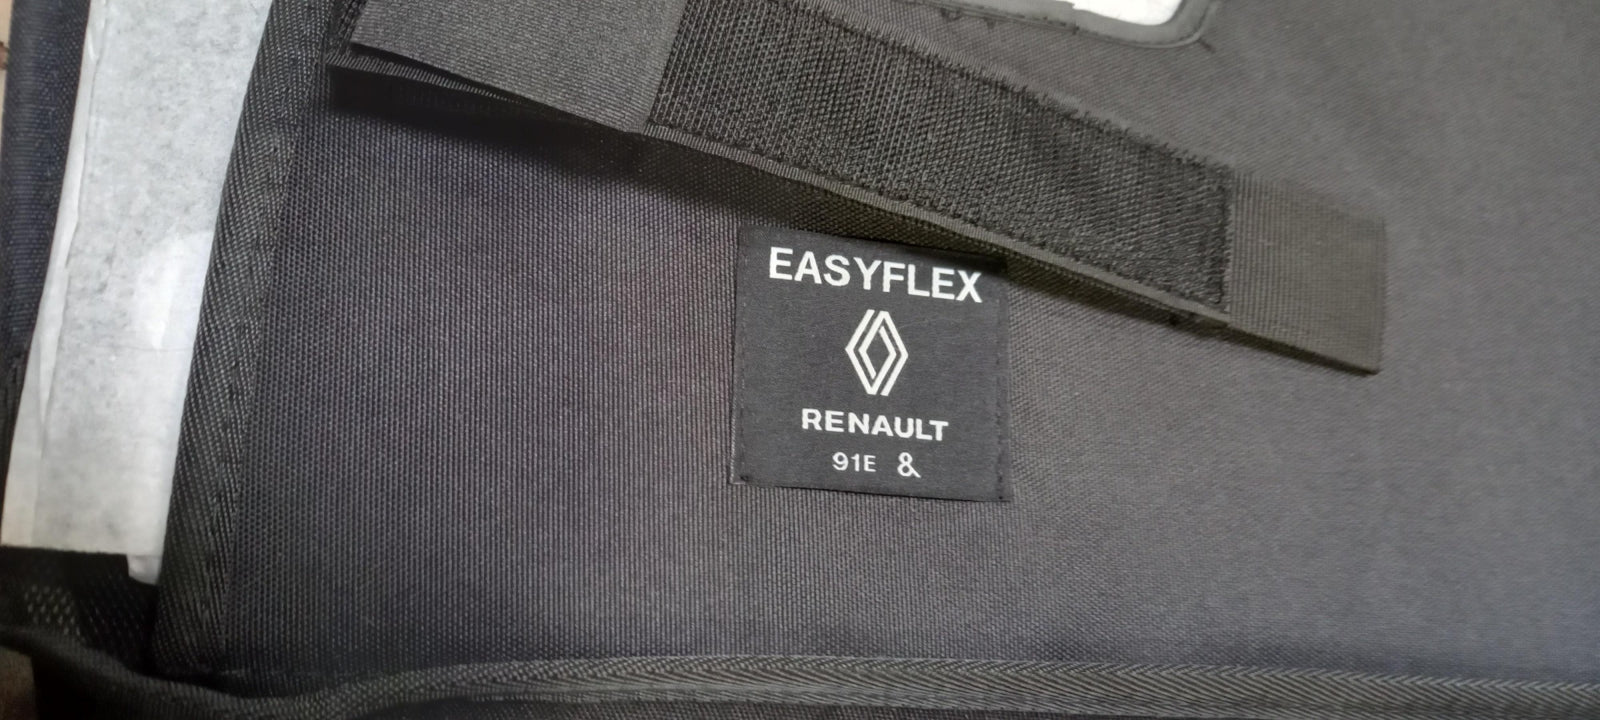 EASYFLEX
RENAULT
91E &